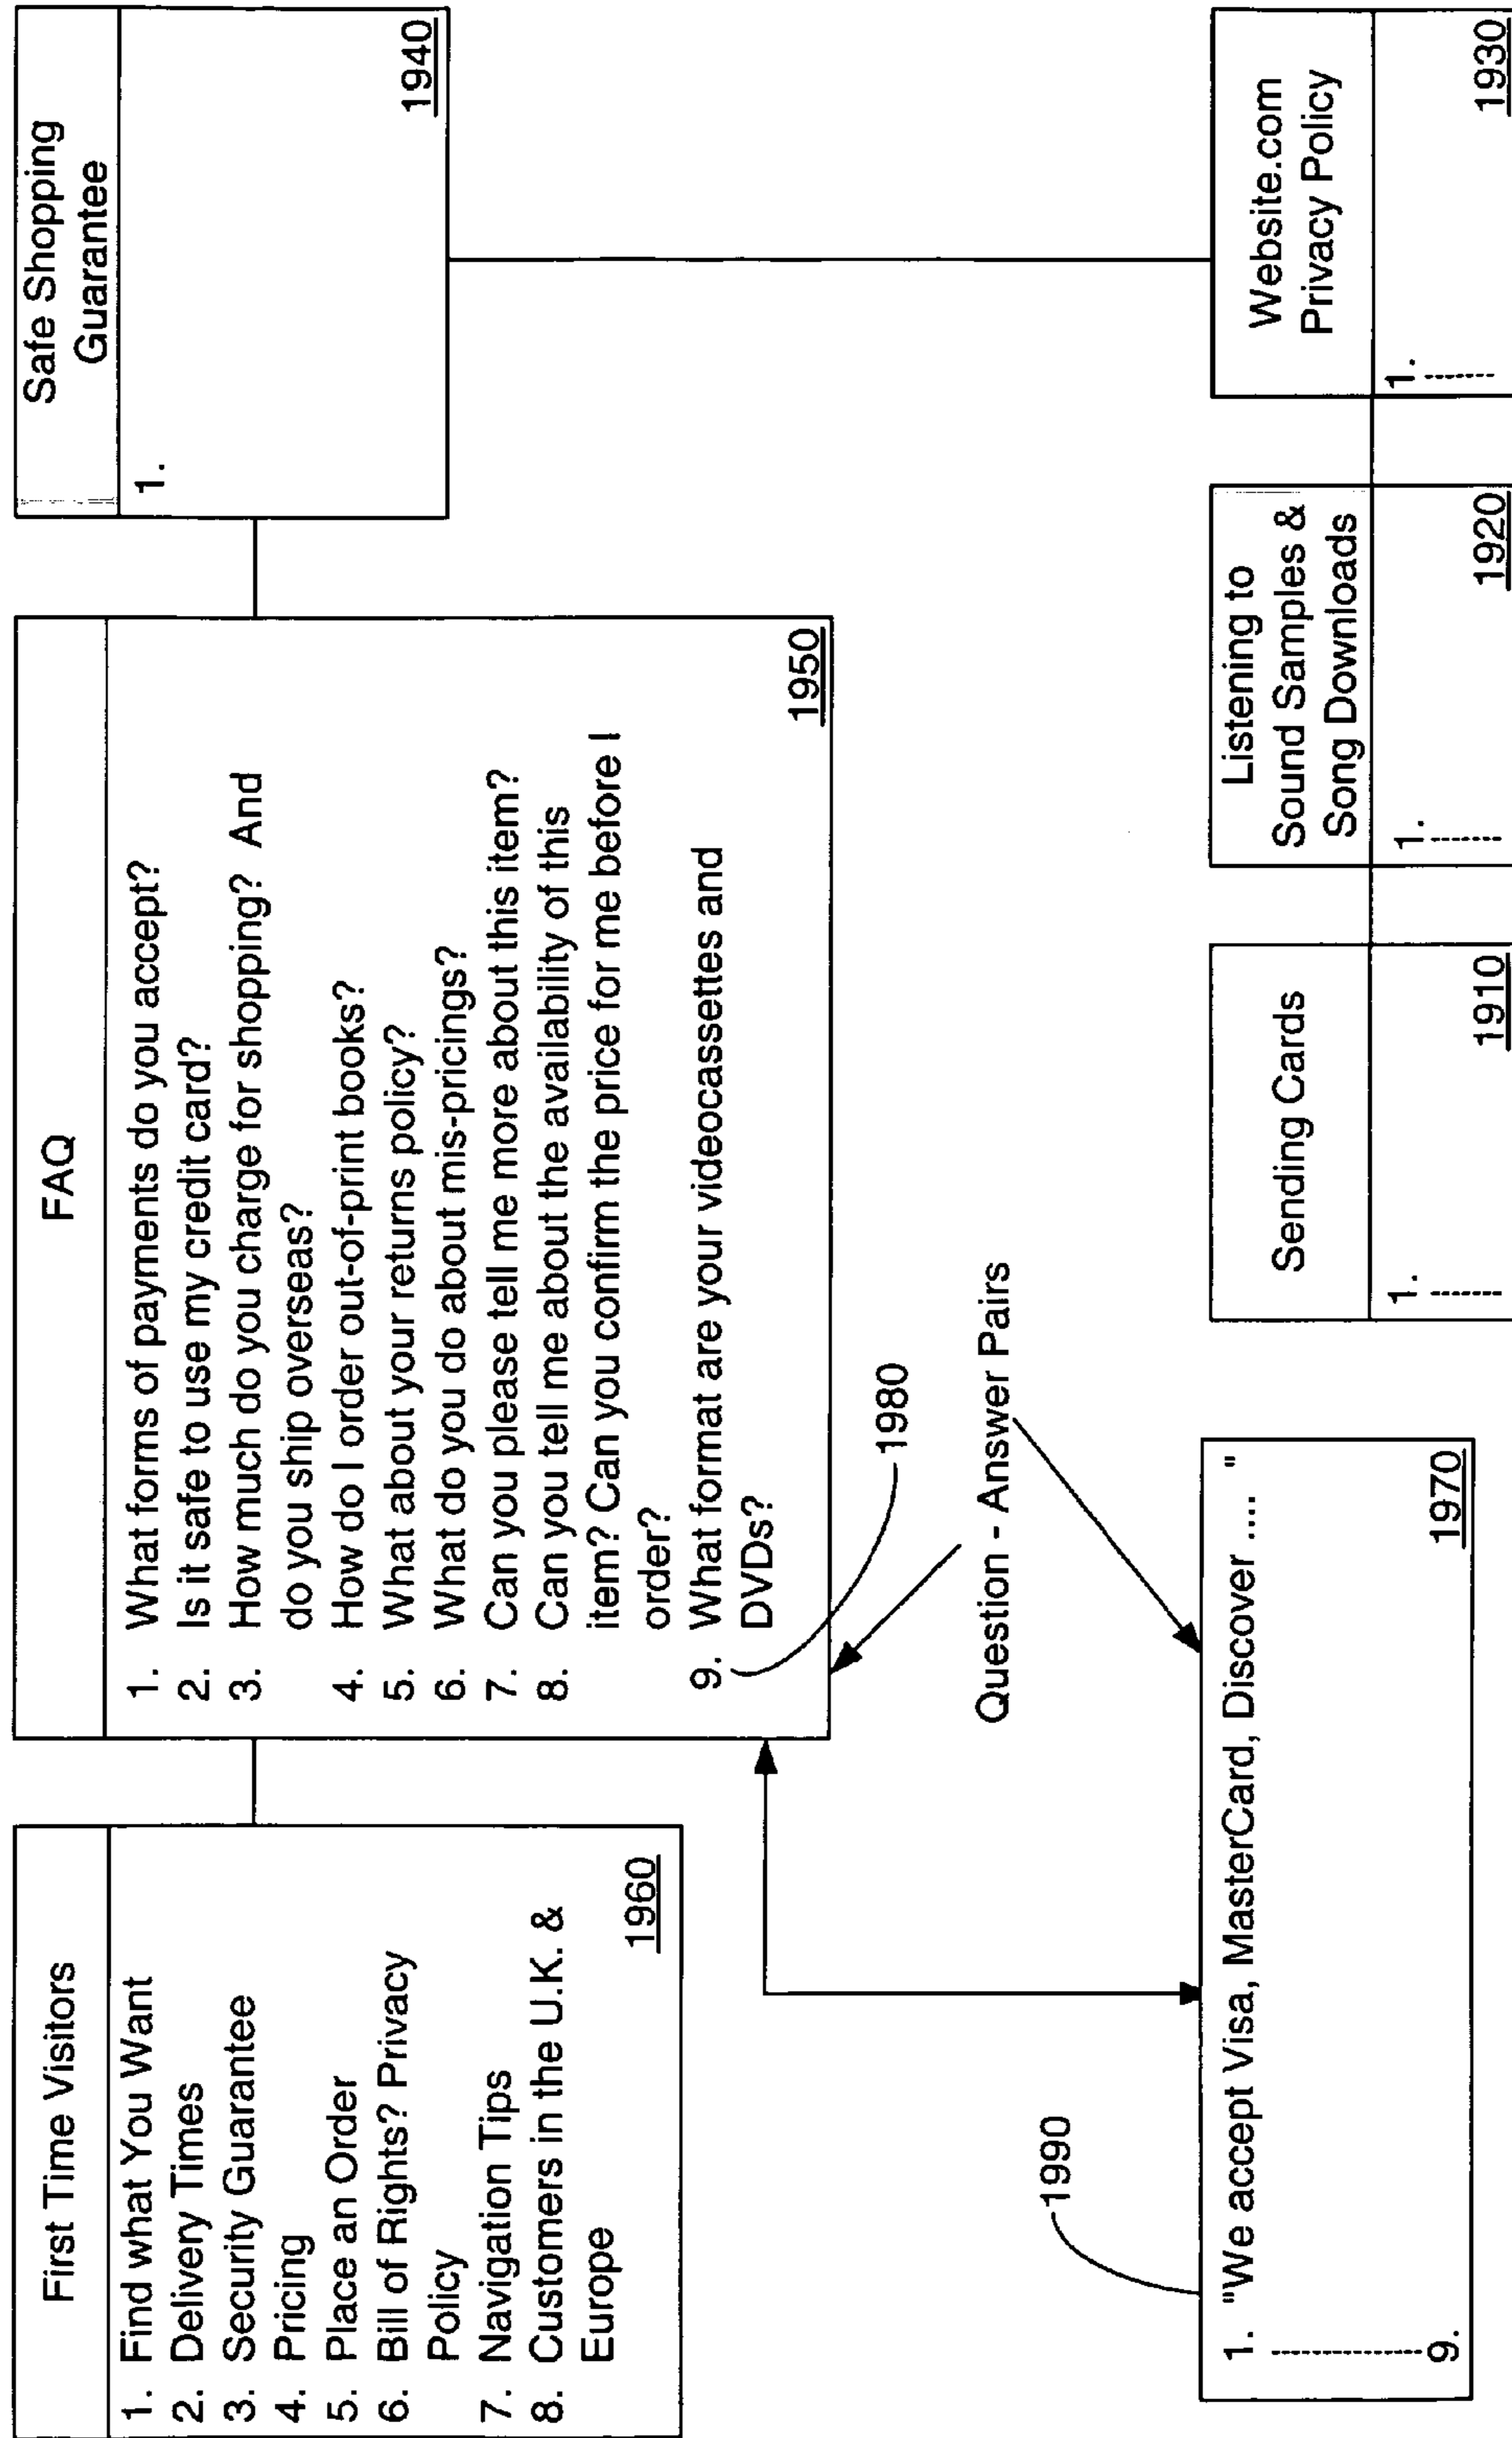 First Time Visitors
1. Find what You Want
2. Delivery Times
3. Security Guarantee
4. Pricing
5. Place an Order
6. Bill of Rights? Privacy
Policy
7. Navigation Tips
8. Customers in the U.K. &
Europe
1960
FAQ
1. What forms of payments do you accept?
2. Is it safe to use my credit card?
3. How much do you charge for shopping? And
do you ship overseas?
4. How do I order out-of-print books?
5. What about your returns policy?
6. What do you do about mis-pricings?
7. Can you please tell me more about this item?
8. Can you tell me about the availability of this
item? Can you confirm the price for me before I
order?
9. What format are your videocassettes and
DVDs?
1950
Safe Shopping
Guarantee
1.
1940
1980
Question - Answer Pairs
1990
1. "We accept Visa, MasterCard, Discover .... "
9.
1970
Sending Cards
1.
1910
Listening to
Sound Samples &
Song Downloads
1.
1920
Website.com
Privacy Policy
1.
1930